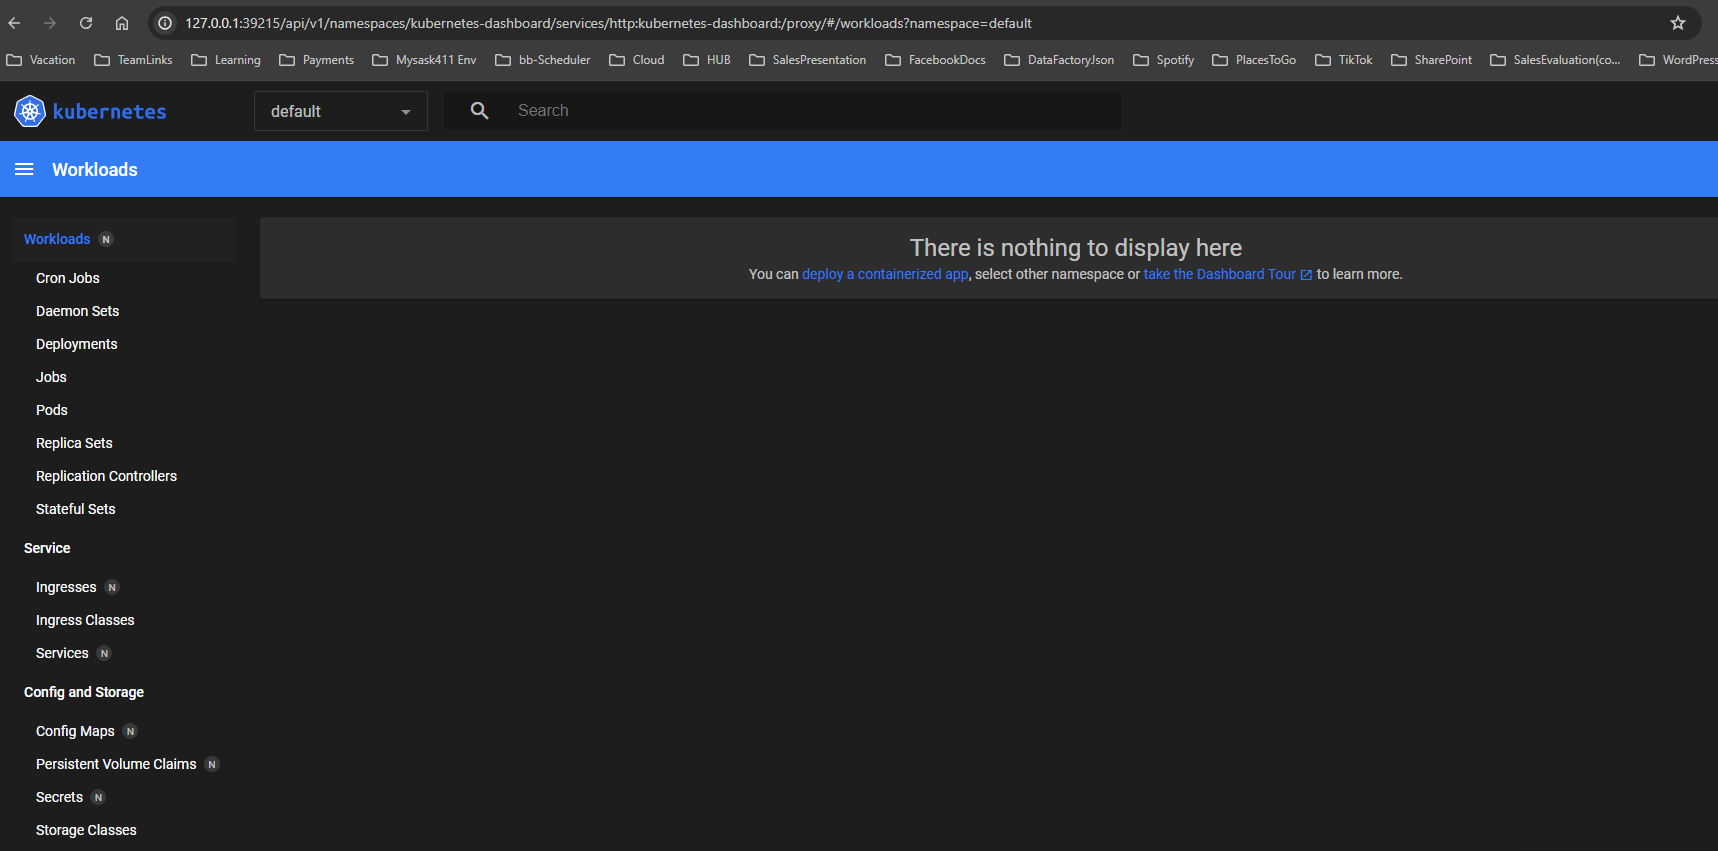 127.0.0.1:39215/api/v1/namespaces/kubernetes-dashboard/services/http:kubernetes-dashboard:/proxy/#/workloads?namespace=default
Vacation TeamLinks Learning Payments Mysask411 Env bb-Scheduler Cloud HUB SalesPresentation FacebookDocs DataFactoryJson Spotify PlacesToGo TikTok SharePoint SalesEvaluation(co... WordPress
kubernetes default Search
Workloads
Workloads N
Cron Jobs
Daemon Sets
Deployments
Jobs
Pods
Replica Sets
Replication Controllers
Stateful Sets
Service
Ingresses N
Ingress Classes
Services N
Config and Storage
Config Maps N
Persistent Volume Claims N
Secrets N
Storage Classes
There is nothing to display here
You can deploy a containerized app, select other namespace or take the Dashboard Tour to learn more.